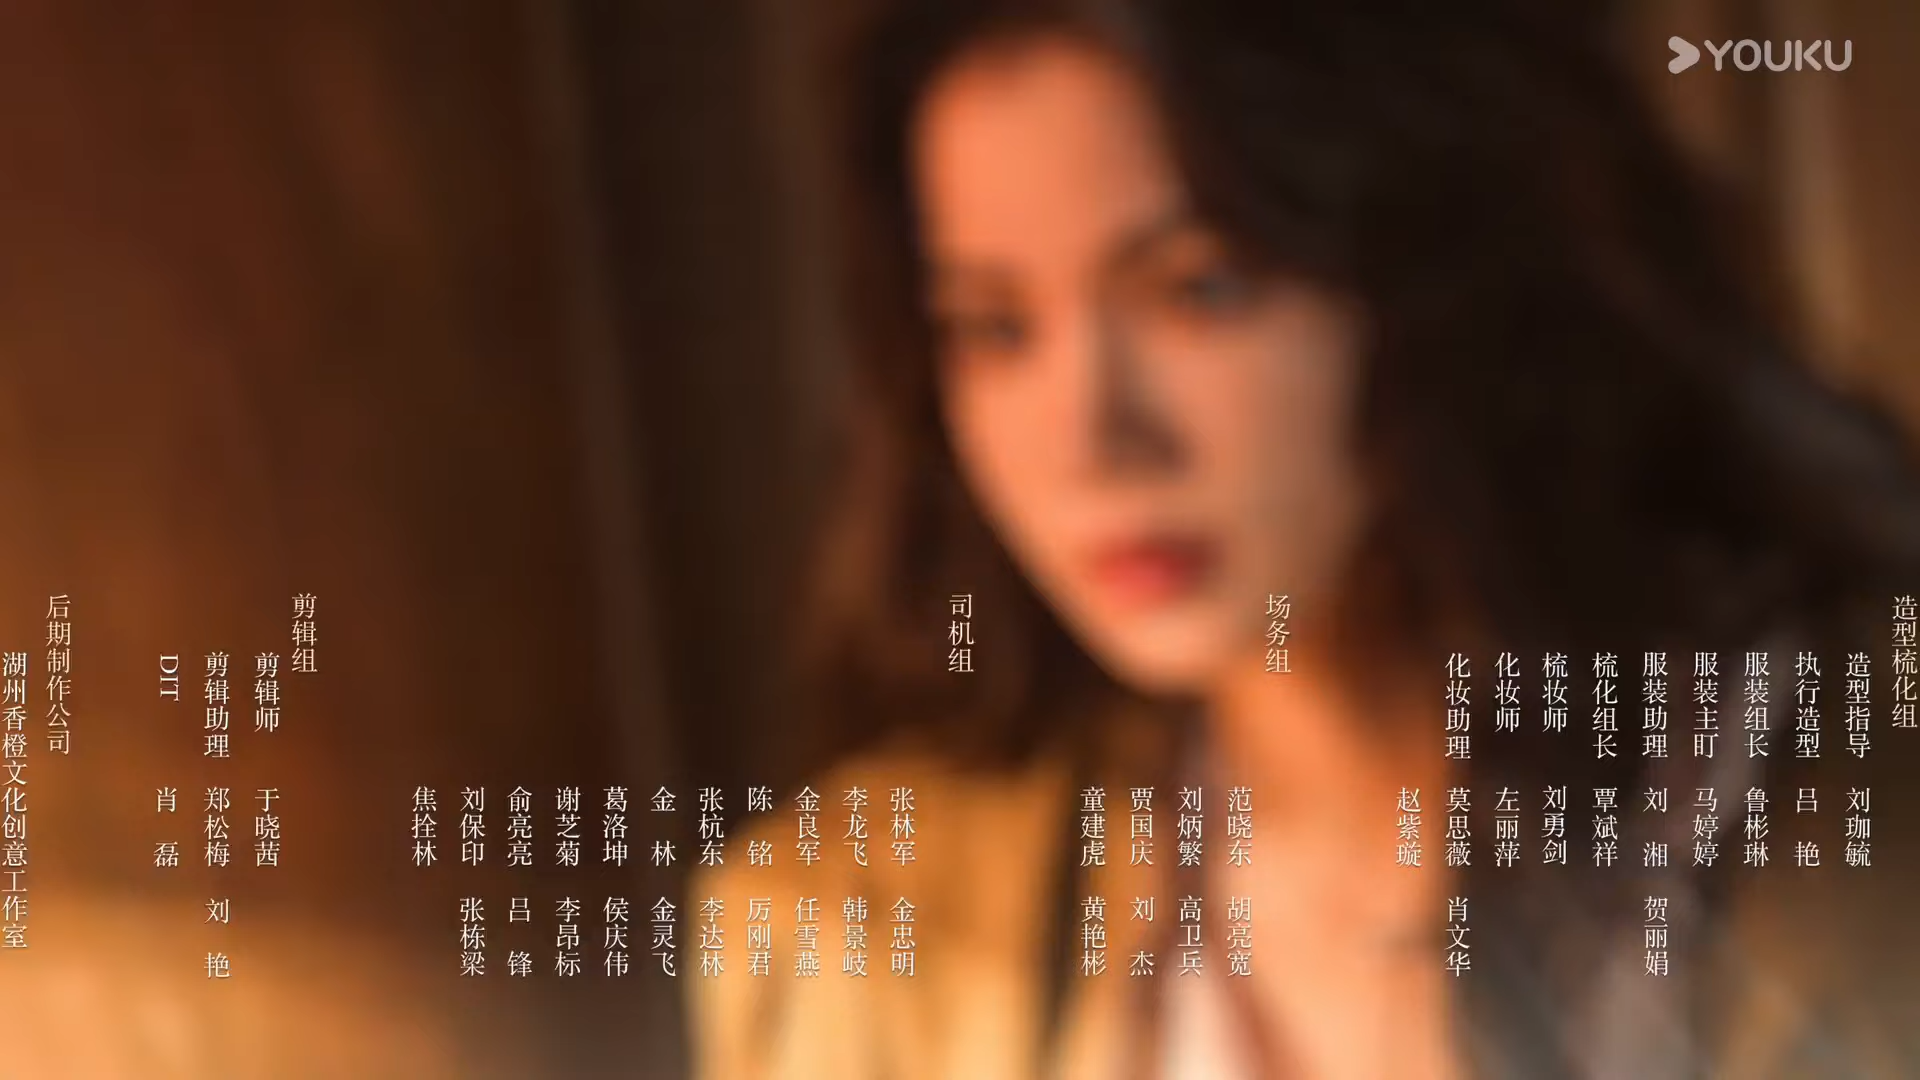 YOUKU
造型梳化组
造型指导 刘珈毓
执行造型 吕艳
服装组长 鲁彬琳
服装主盯 马婷婷
服装助理 刘湘 贺丽娟
梳化组长 覃斌祥
梳妆师 刘勇剑
化妆师 左丽萍
化妆助理 莫思薇 肖文华
赵紫璇
场务组
范晓东 胡亮宽
刘炳繁 高卫兵
贾国庆 刘杰
童建虎 黄艳彬
司机组
张林军 金忠明
李龙飞 韩景岐
金良军 任雪燕
陈铭 厉刚君
张杭东 李达林
金林 金灵飞
葛洛坤 侯庆伟
谢芝菊 李昂标
俞亮亮 吕锋
刘保印 张栋梁
焦拴林
剪辑组
剪辑师 于晓茜
剪辑助理 郑松梅 刘艳
DIT 肖磊
后期制作公司
湖州香橙文化创意工作室